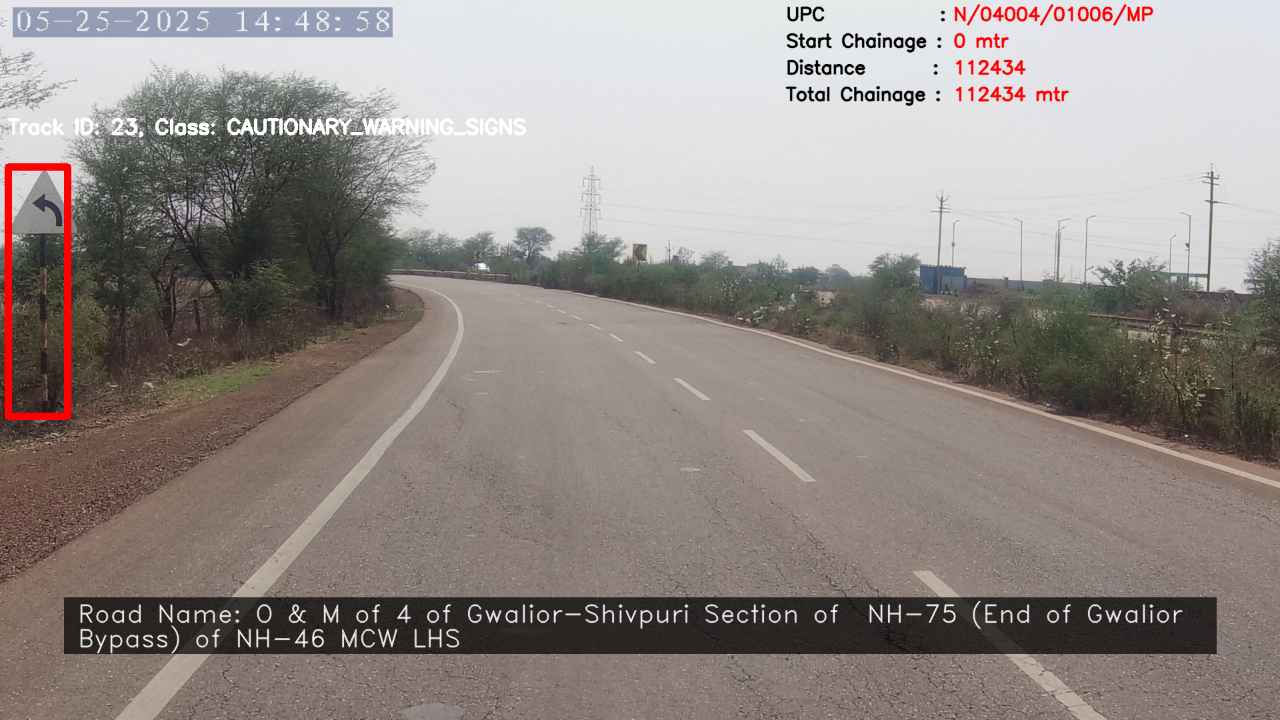 05-25-2025 14:48:58
UPC : N/04004/01006/MP
Start Chainage : 0 mtr
Distance : 112434
Total Chainage : 112434 mtr
Track ID: 23, Class: CAUTIONARY_WARNING_SIGNS
Road Name: O & M of 4 of Gwalior-Shivpuri Section of NH-75 (End of Gwalior
Bypass) of NH-46 MCW LHS